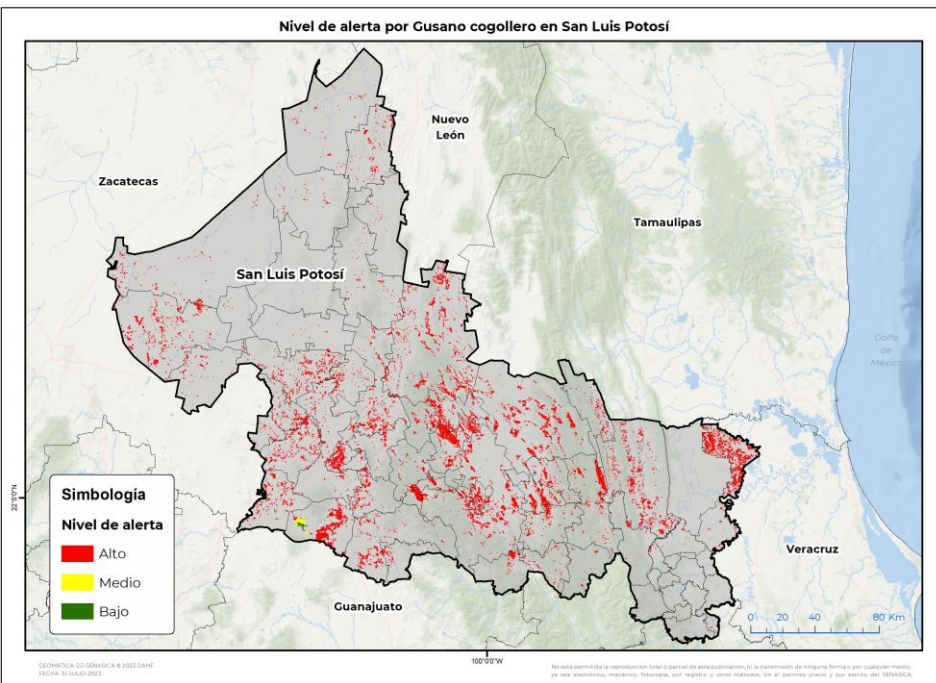 Nivel de alerta por Gusano cogollero en San Luis Potosí
Nuevo
León
Zacatecas
Tamaulipas
San Luis Potosí
Golfo
de
México
22°0'0"N
Simbología
Nivel de alerta
Alto
Medio
Bajo
Veracruz
Guanajuato
0 20 40 80 Km
100°0'0"W
GEOMÁTICA-DJ-SENASICA © 2023 DAHF
FECHA: 31-JULIO-2023
No está permitida la reproducción total o parcial de esta publicación, ni la transmisión de ninguna forma o por cualquier medio,
ya sea electrónico, mecánico, fotocopia, por registro u otros métodos, sin el permiso previo y por escrito del SENASICA.